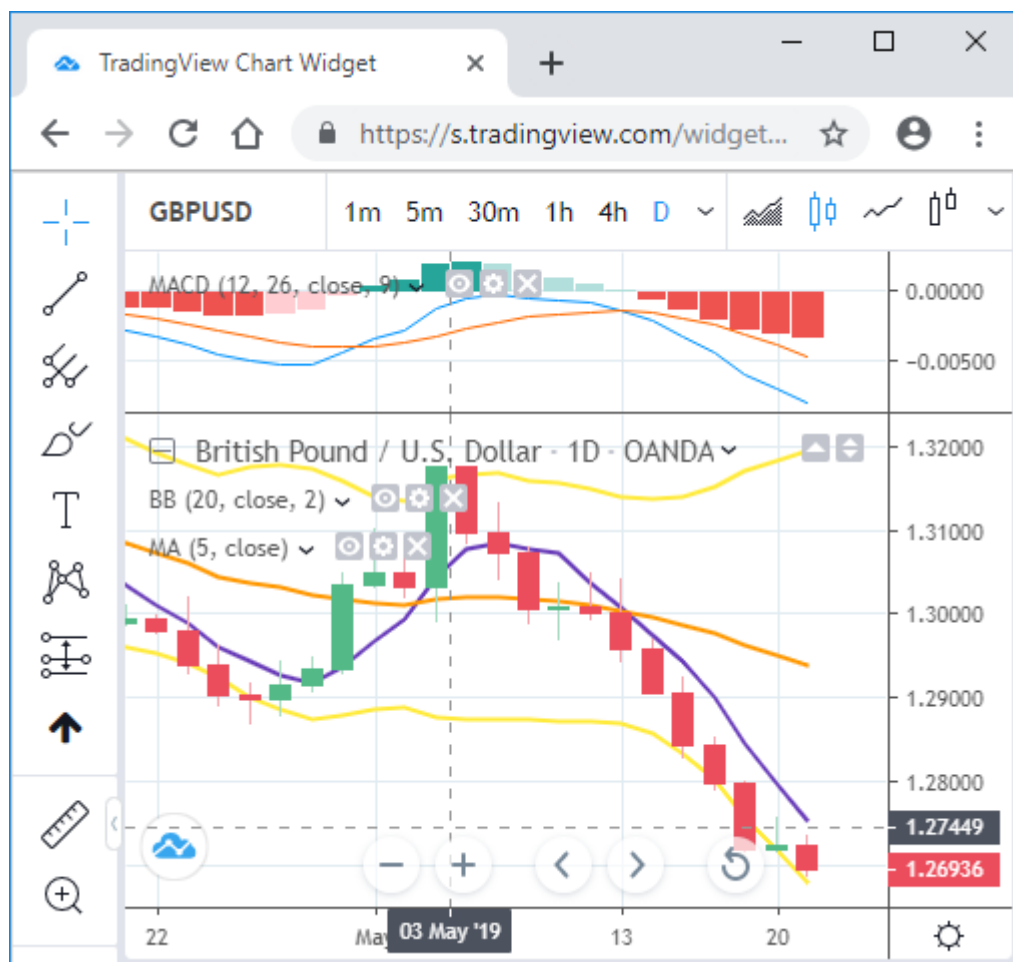 TradingView Chart Widget
https://s.tradingview.com/widget...
GBPUSD 1m 5m 30m 1h 4h D
MACD (12, 26, close, 9)
0.00000
-0.00500
British Pound / U.S. Dollar · 1D · OANDA
1.32000
BB (20, close, 2)
1.31000
MA (5, close)
1.30000
1.29000
1.28000
1.27449
1.26936
22 May 03 May '19 13 20
T